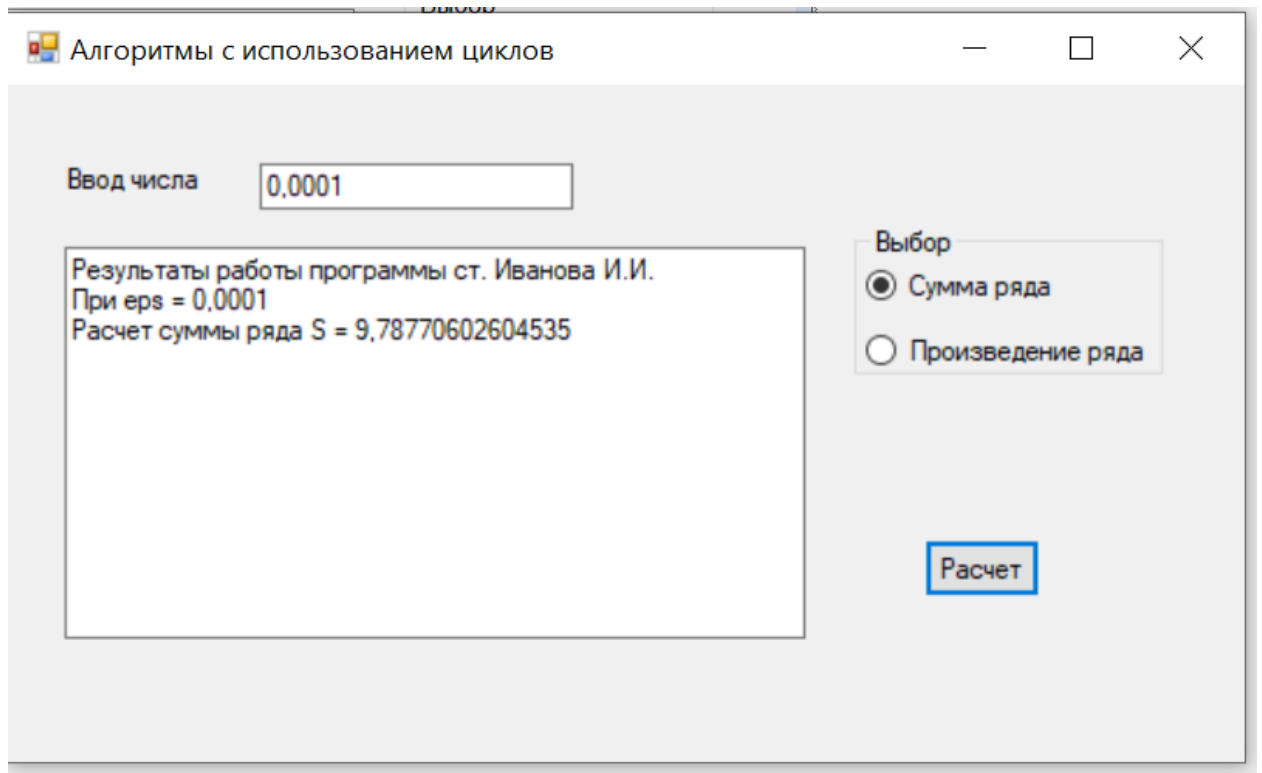 Выбор
Алгоритмы с использованием циклов
Ввод числа
0,0001
Результаты работы программы ст. Иванова И.И.
При eps = 0,0001
Расчет суммы ряда S = 9,78770602604535
Выбор
Сумма ряда
Произведение ряда
Расчет